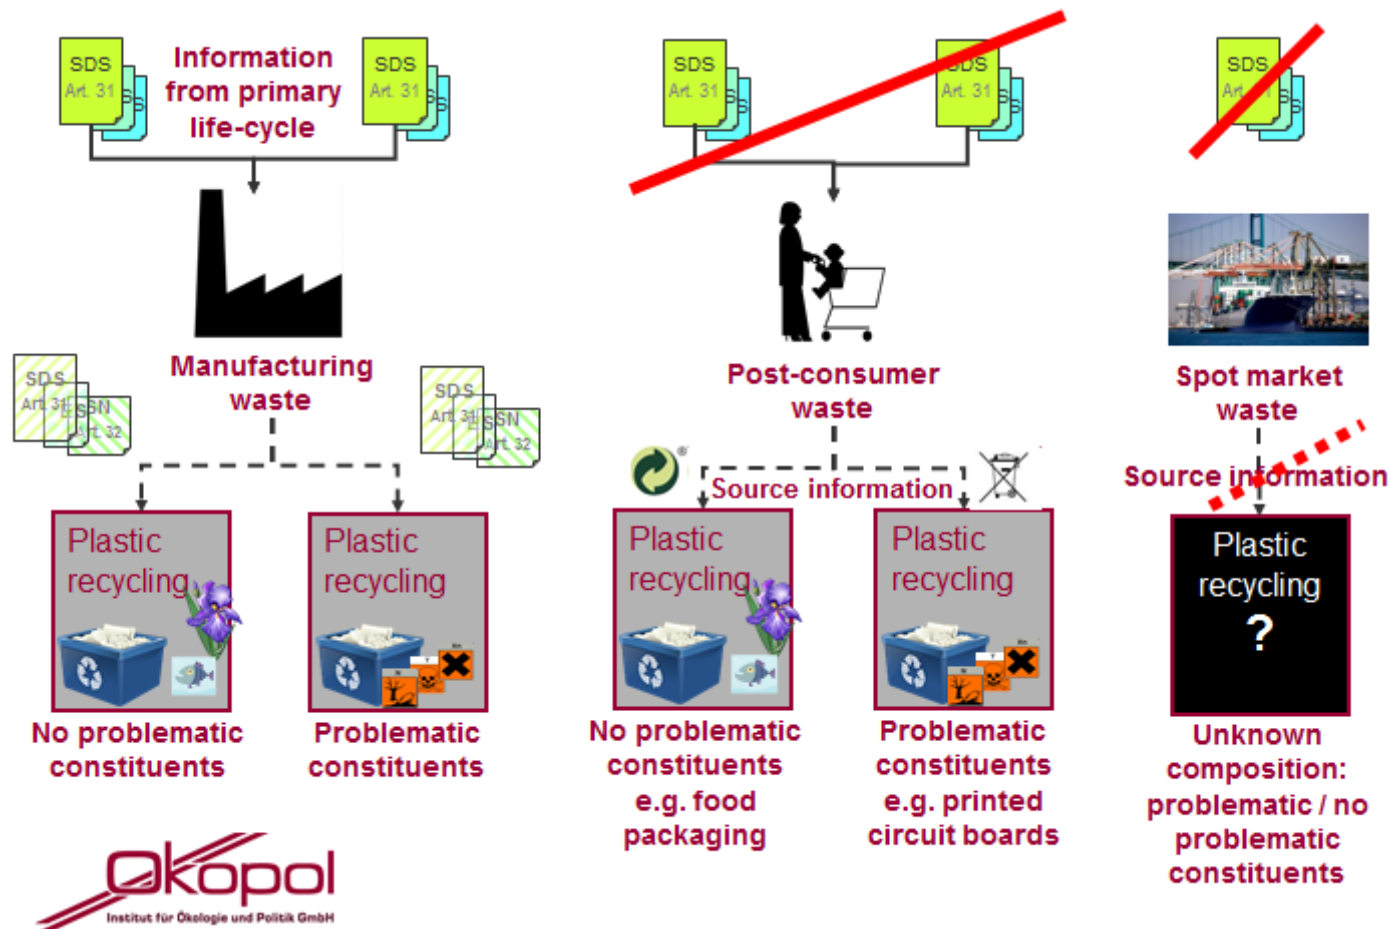 SDS
Art. 31
Information
from primary
life-cycle
SDS
Art. 31
SDS
Art. 31
SDS
Art. 31
SDS
Manufacturing
waste
SDS
Art. 31
SN
Art. 32
SDS
Art. 31
SN
Art. 32
Post-consumer
waste
Spot market
waste
®
Source information
Source information
Plastic
recycling
Plastic
recycling
Plastic
recycling
Plastic
recycling
Plastic
recycling
?
No problematic
constituents
Problematic
constituents
No problematic
constituents
e.g. food
packaging
Problematic
constituents
e.g. printed
circuit boards
Unknown
composition:
problematic / no
problematic
constituents
Ökopol
Institut für Ökologie und Politik GmbH